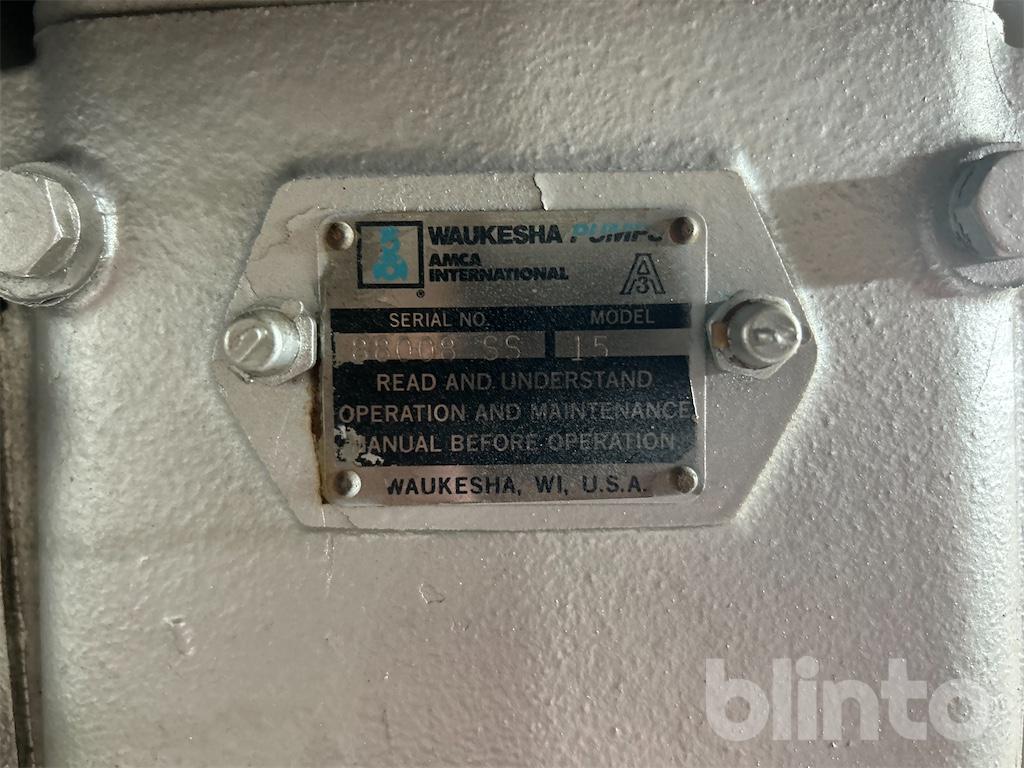 WAUKESHA PUMPS
AMCA
INTERNATIONAL
®
3A
SERIAL NO. MODEL
88008 SS 15
READ AND UNDERSTAND
OPERATION AND MAINTENANCE
MANUAL BEFORE OPERATION
WAUKESHA, WI, U.S.A.
blinto